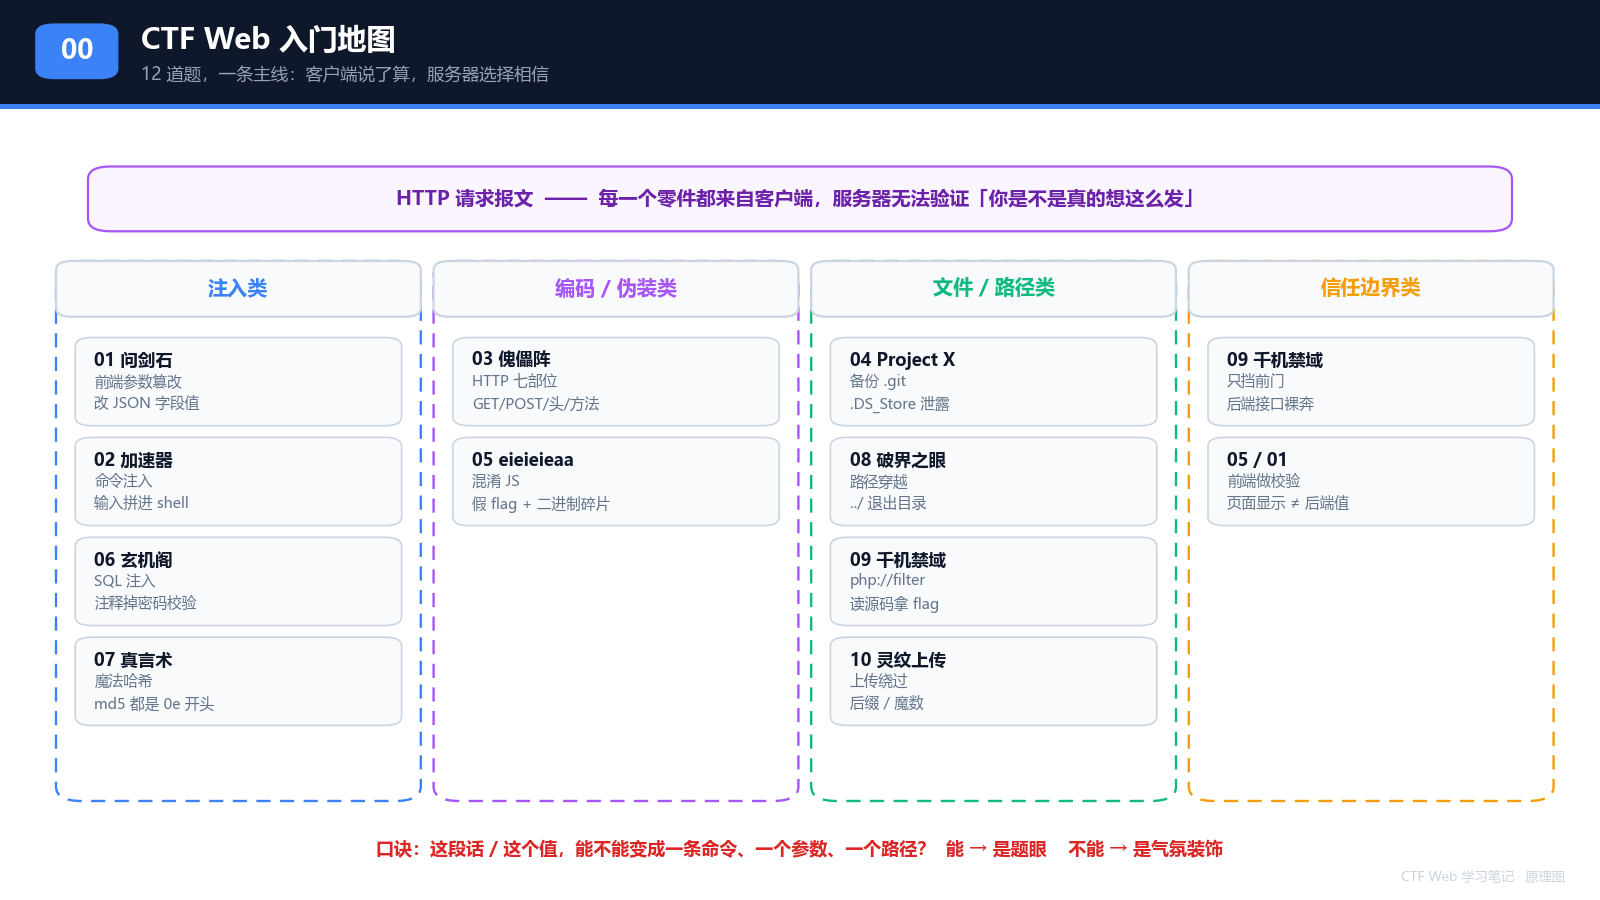 00
CTF Web 入门地图
12 道题，一条主线：客户端说了算，服务器选择相信
HTTP 请求报文 —— 每一个零件都来自客户端，服务器无法验证「你是不是真的想这么发」
注入类
01 问剑石
前端参数篡改
改 JSON 字段值
02 加速器
命令注入
输入拼进 shell
06 玄机阁
SQL 注入
注释掉密码校验
07 真言术
魔法哈希
md5 都是 0e 开头
编码 / 伪装类
03 傀儡阵
HTTP 七部位
GET/POST/头/方法
05 eieieieaa
混淆 JS
假 flag + 二进制碎片
文件 / 路径类
04 Project X
备份 .git
.DS_Store 泄露
08 破界之眼
路径穿越
../ 退出目录
09 千机禁域
php://filter
读源码拿 flag
10 灵纹上传
上传绕过
后缀 / 魔数
信任边界类
09 千机禁域
只挡前门
后端接口裸奔
05 / 01
前端做校验
页面显示 ≠ 后端值
口诀：这段话 / 这个值，能不能变成一条命令、一个参数、一个路径？ 能 → 是题眼 不能 → 是气氛装饰
CTF Web 学习笔记 · 原理图